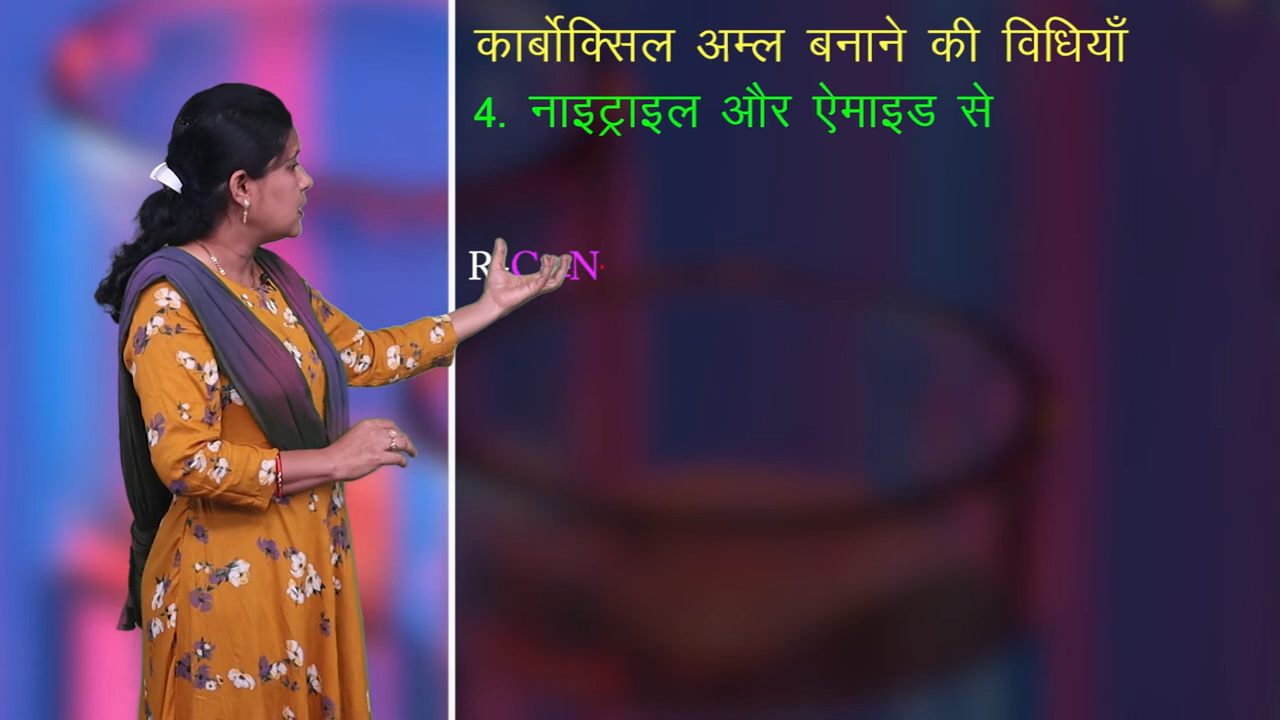 कार्बोक्सिल अम्ल बनाने की विधियाँ
4. नाइट्राइल और ऐमाइड से